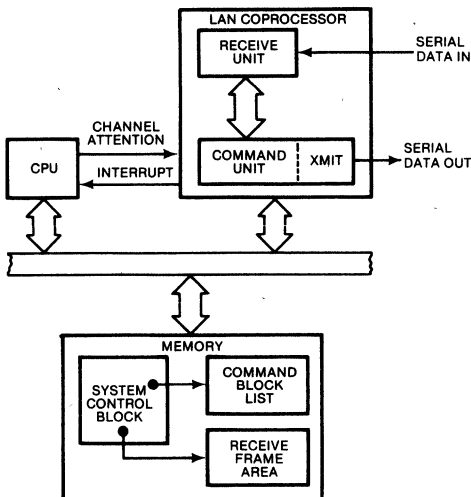 LAN COPROCESSOR
RECEIVE
UNIT
SERIAL
DATA IN
CHANNEL
ATTENTION
CPU
INTERRUPT
COMMAND
UNIT
XMIT
SERIAL
DATA OUT
MEMORY
SYSTEM
CONTROL
BLOCK
COMMAND
BLOCK
LIST
RECEIVE
FRAME
AREA